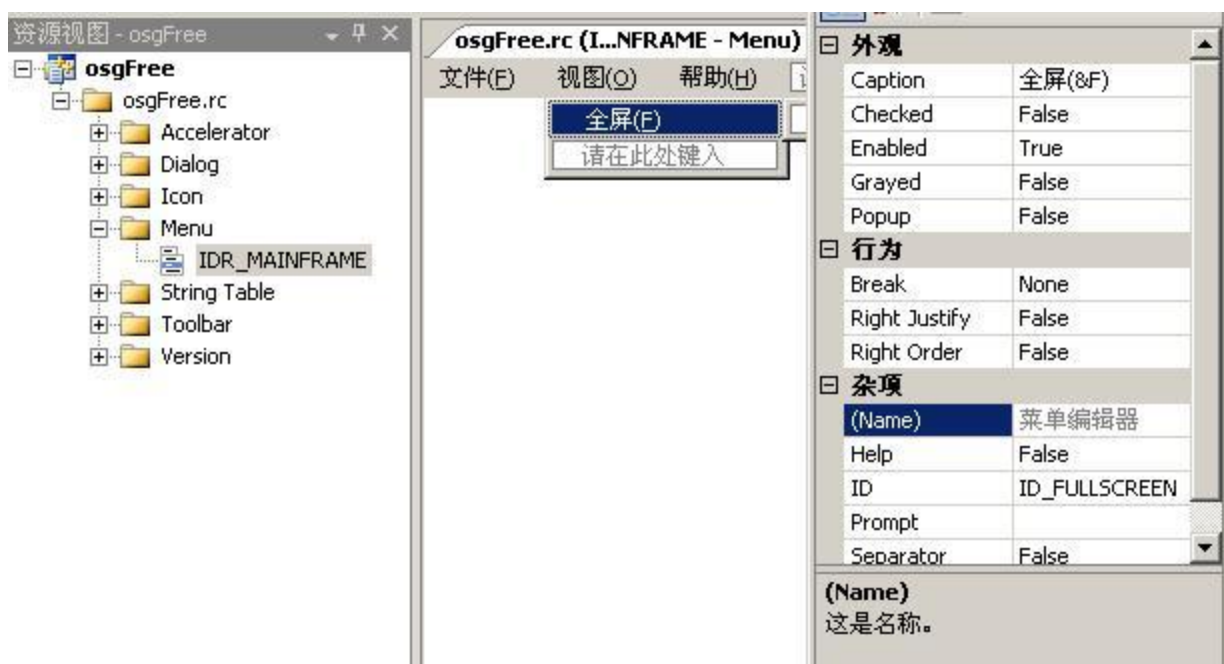 资源视图 - osgFree
osgFree
osgFree.rc
Accelerator
Dialog
Icon
Menu
IDR_MAINFRAME
String Table
Toolbar
Version
osgFree.rc (I...NFRAME - Menu)
文件(F) 视图(O) 帮助(H)
全屏(F)
请在此处键入
外观
Caption 全屏(&F)
Checked False
Enabled True
Grayed False
Popup False
行为
Break None
Right Justify False
Right Order False
杂项
(Name) 菜单编辑器
Help False
ID ID_FULLSCREEN
Prompt
Separator False
(Name)
这是名称。